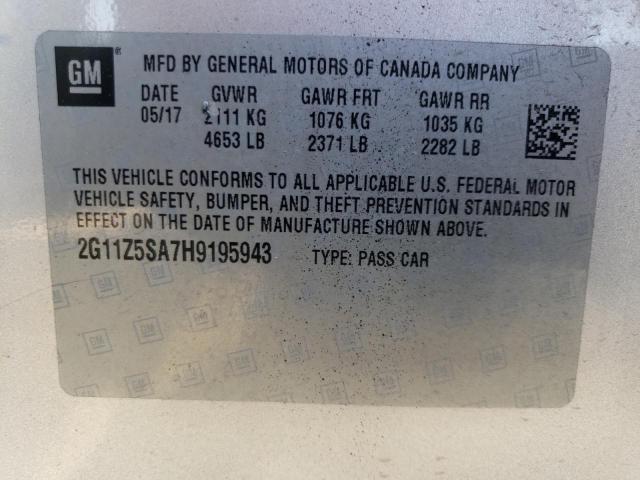 GM
MFD BY GENERAL MOTORS OF CANADA COMPANY
DATE GVWR GAWR FRT GAWR RR
05/17 2111 KG 1076 KG 1035 KG
4653 LB 2371 LB 2282 LB
THIS VEHICLE CONFORMS TO ALL APPLICABLE U.S. FEDERAL MOTOR
VEHICLE SAFETY, BUMPER, AND THEFT PREVENTION STANDARDS IN
EFFECT ON THE DATE OF MANUFACTURE SHOWN ABOVE.
2G11Z5SA7H9195943 TYPE: PASS CAR